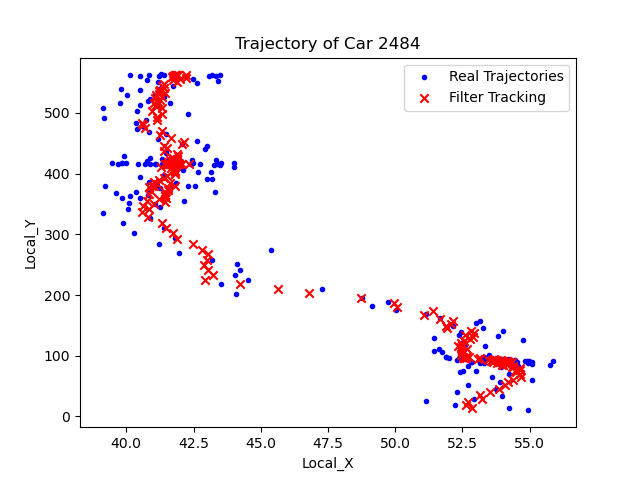 Trajectory of Car 2484
Real Trajectories
Filter Tracking
Local_Y
500
400
300
200
100
0
40.0 42.5 45.0 47.5 50.0 52.5 55.0
Local_X